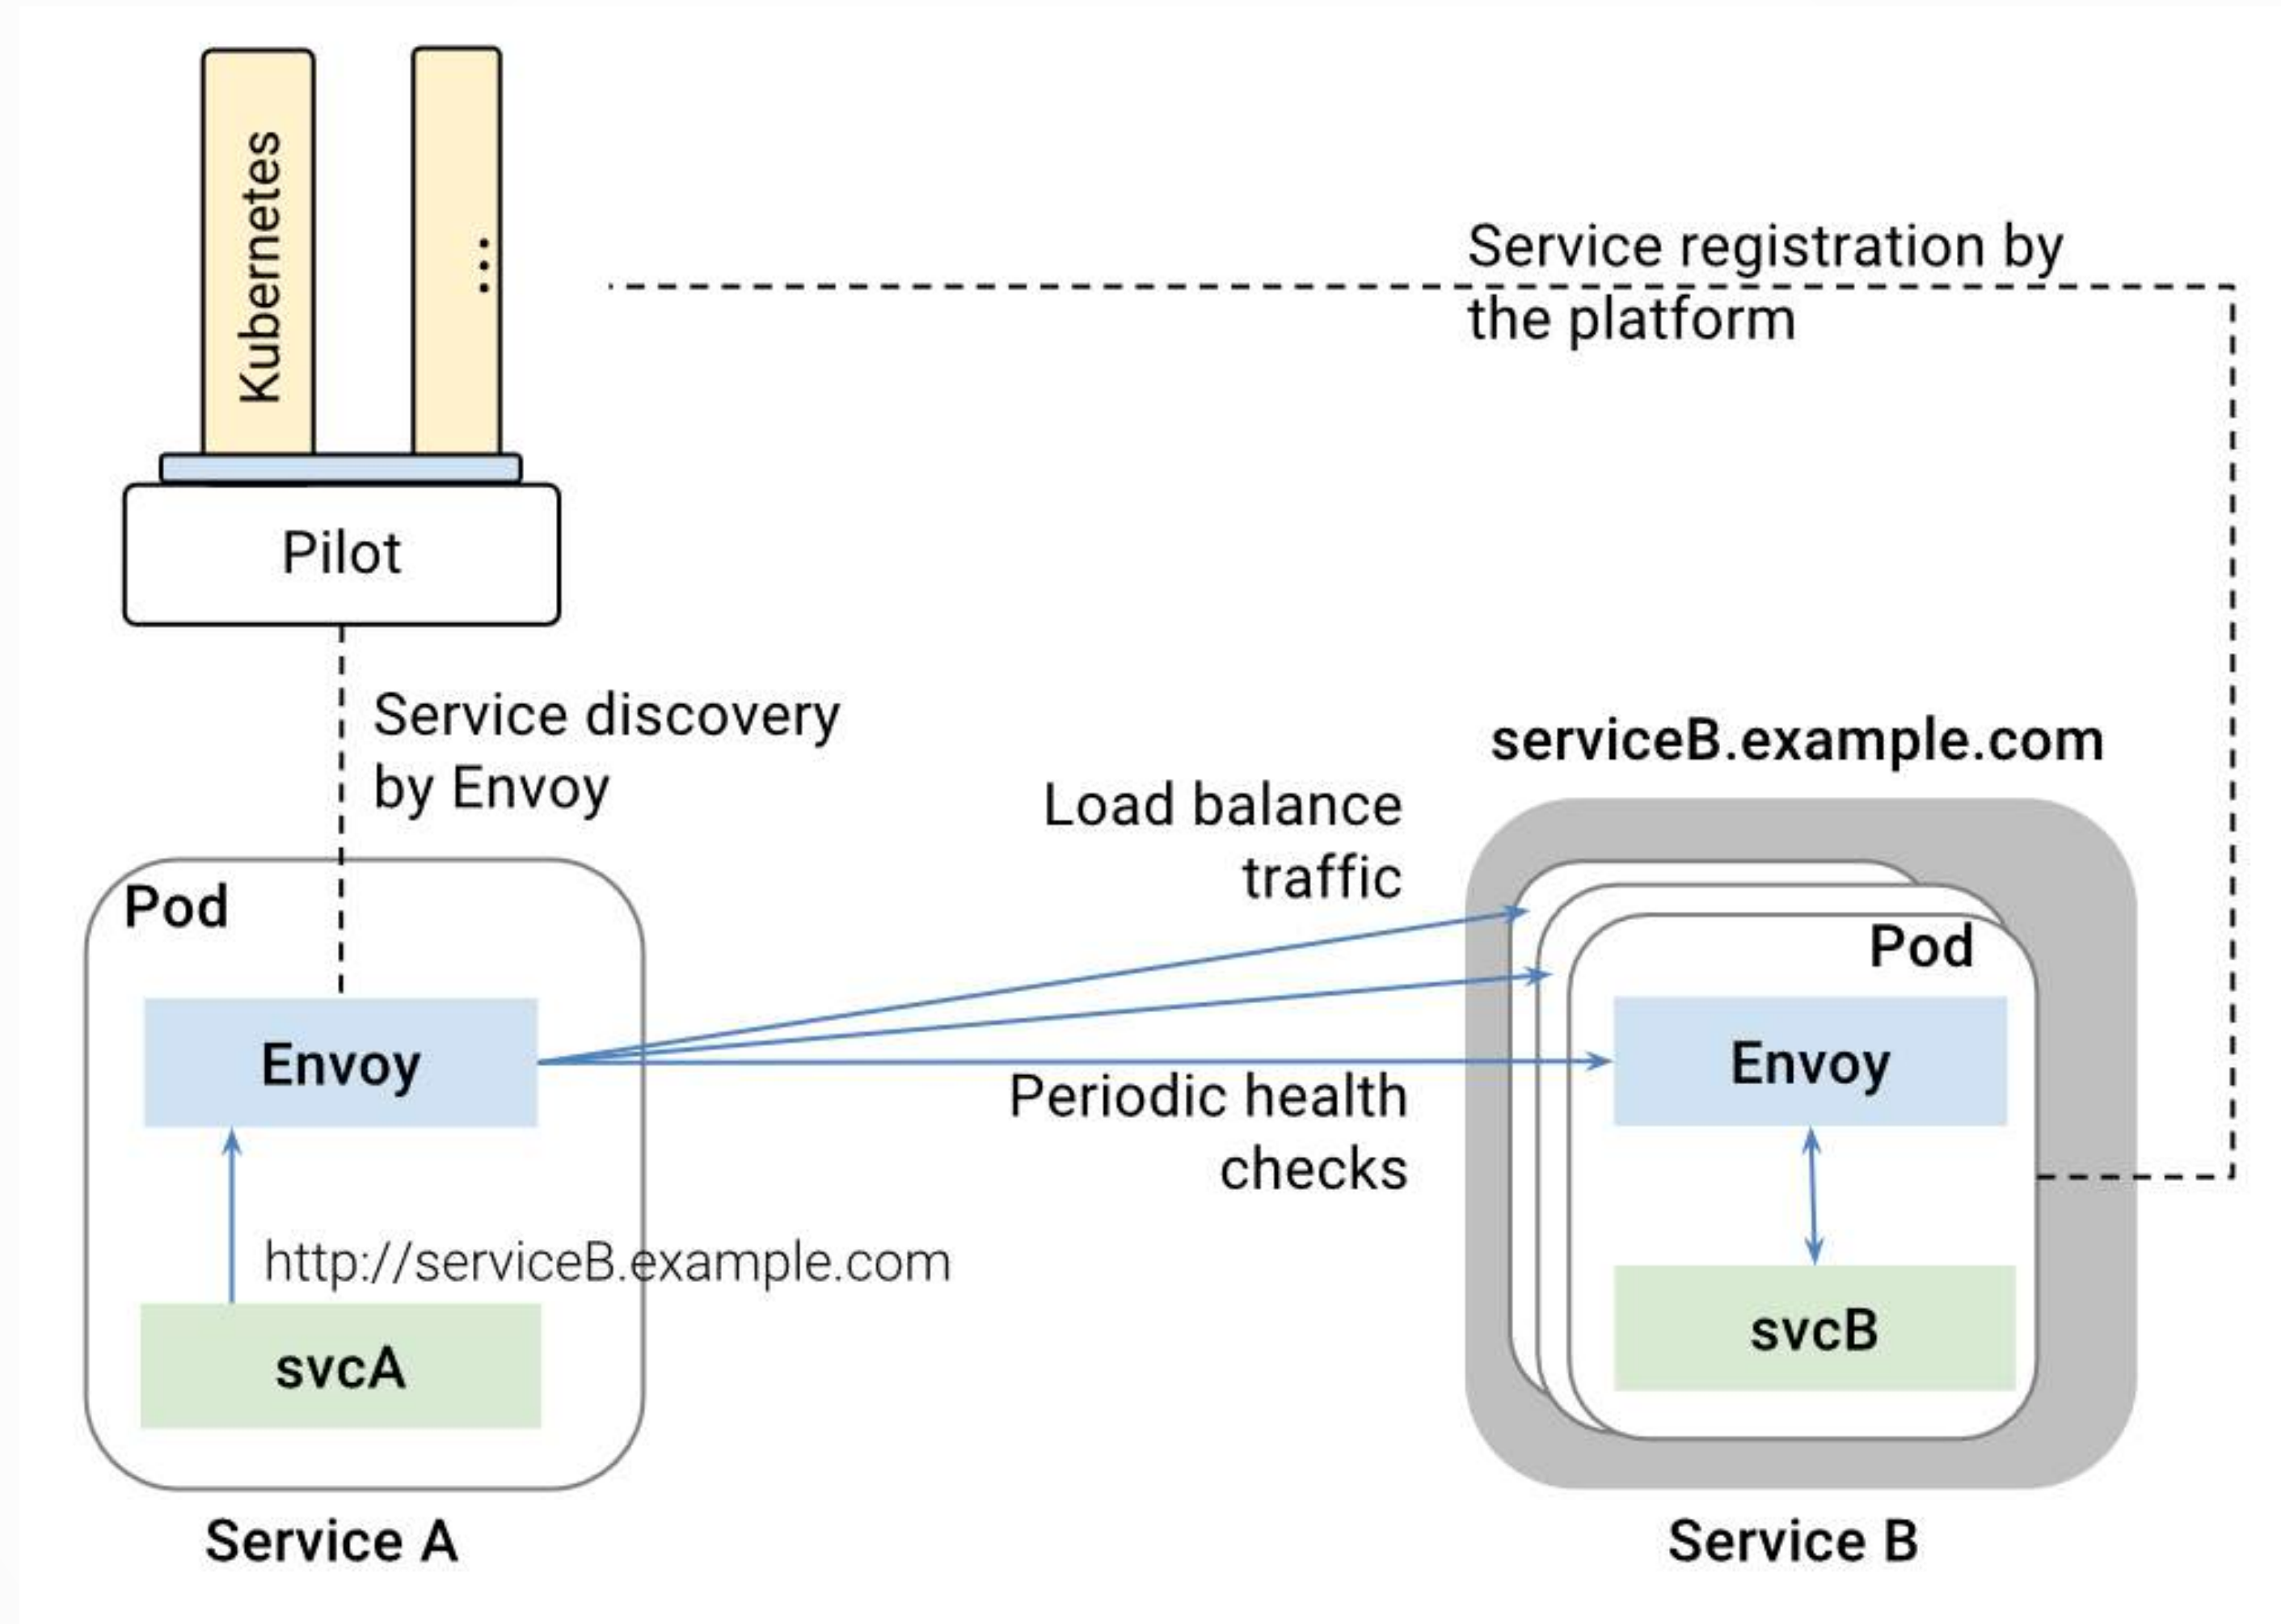 Kubernetes
...
Service registration by
the platform
Pilot
Service discovery
by Envoy
serviceB.example.com
Load balance
traffic
Pod
Pod
Envoy
Envoy
Periodic health
checks
http://serviceB.example.com
svcA
svcB
Service A
Service B